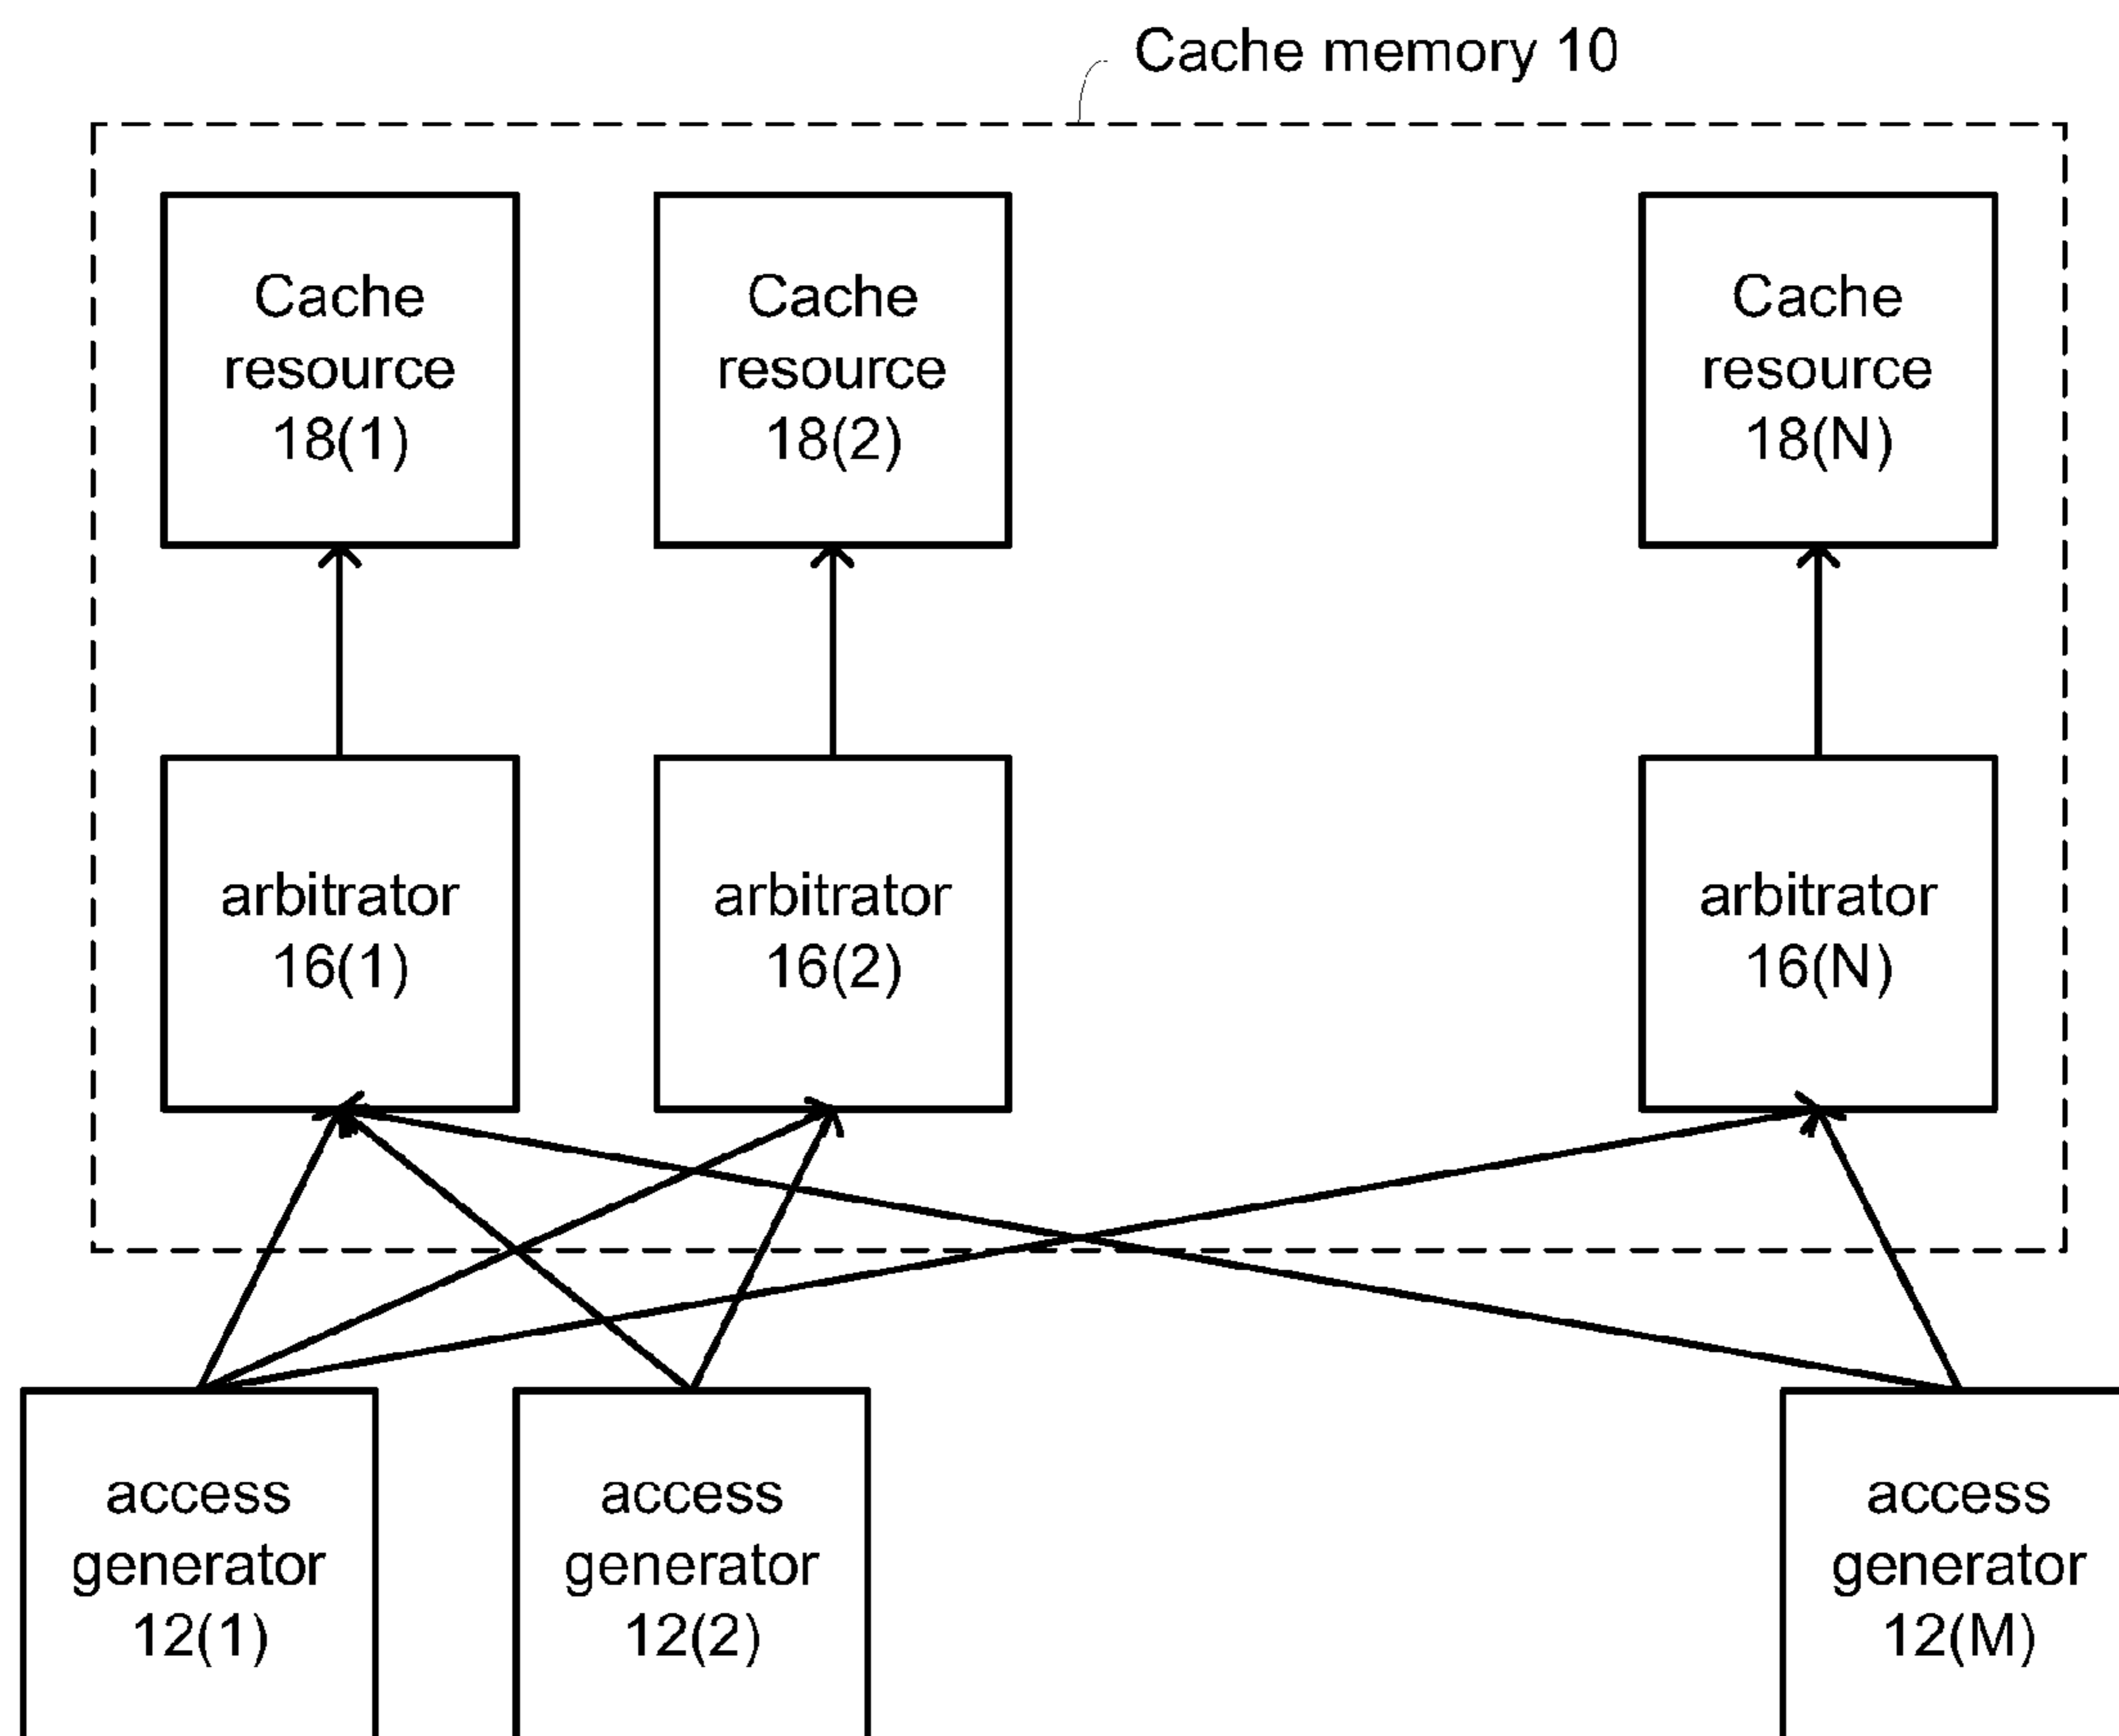 Cache memory 10
Cache
resource
18(1)
Cache
resource
18(2)
Cache
resource
18(N)
arbitrator
16(1)
arbitrator
16(2)
arbitrator
16(N)
access
generator
12(1)
access
generator
12(2)
access
generator
12(M)